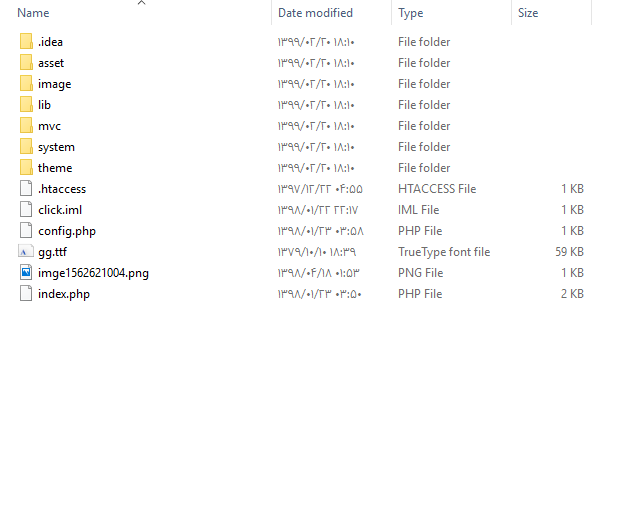 Name Date modified Type Size
.idea ۱۳۹۹/۰۲/۲۰ ۱۸:۱۰ File folder
asset ۱۳۹۹/۰۲/۲۰ ۱۸:۱۰ File folder
image ۱۳۹۹/۰۲/۲۰ ۱۸:۱۰ File folder
lib ۱۳۹۹/۰۲/۲۰ ۱۸:۱۰ File folder
mvc ۱۳۹۹/۰۲/۲۰ ۱۸:۱۰ File folder
system ۱۳۹۹/۰۲/۲۰ ۱۸:۱۰ File folder
theme ۱۳۹۹/۰۲/۲۰ ۱۸:۱۰ File folder
.htaccess ۱۳۹۷/۱۲/۲۲ ۰۴:۵۵ HTACCESS File 1 KB
click.iml ۱۳۹۸/۰۱/۲۲ ۲۲:۱۷ IML File 1 KB
config.php ۱۳۹۸/۰۱/۲۳ ۰۳:۵۸ PHP File 1 KB
gg.ttf ۱۳۷۹/۱۰/۱۰ ۱۸:۳۹ TrueType font file 59 KB
imge1562621004.png ۱۳۹۸/۰۴/۱۸ ۰۱:۵۳ PNG File 1 KB
index.php ۱۳۹۸/۰۱/۲۳ ۰۳:۵۰ PHP File 2 KB